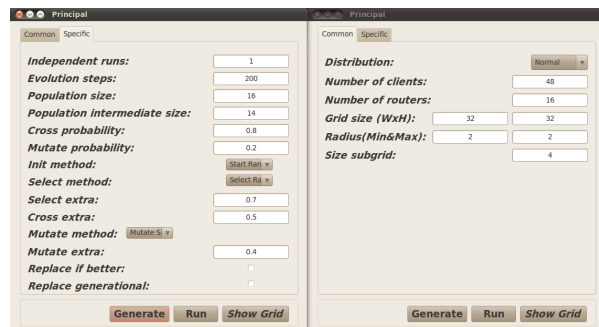 Principal
Common Specific
Independent runs: 1
Evolution steps: 200
Population size: 16
Population intermediate size: 14
Cross probability: 0.8
Mutate probability: 0.2
Init method: Start Ran
Select method: Select Ra
Select extra: 0.7
Cross extra: 0.5
Mutate method: Mutate S
Mutate extra: 0.4
Replace if better:
Replace generational:
Generate Run Show Grid
Principal
Common Specific
Distribution: Normal
Number of clients: 48
Number of routers: 16
Grid size (WxH): 32 32
Radius(Min&Max): 2 2
Size subgrid: 4
Generate Run Show Grid